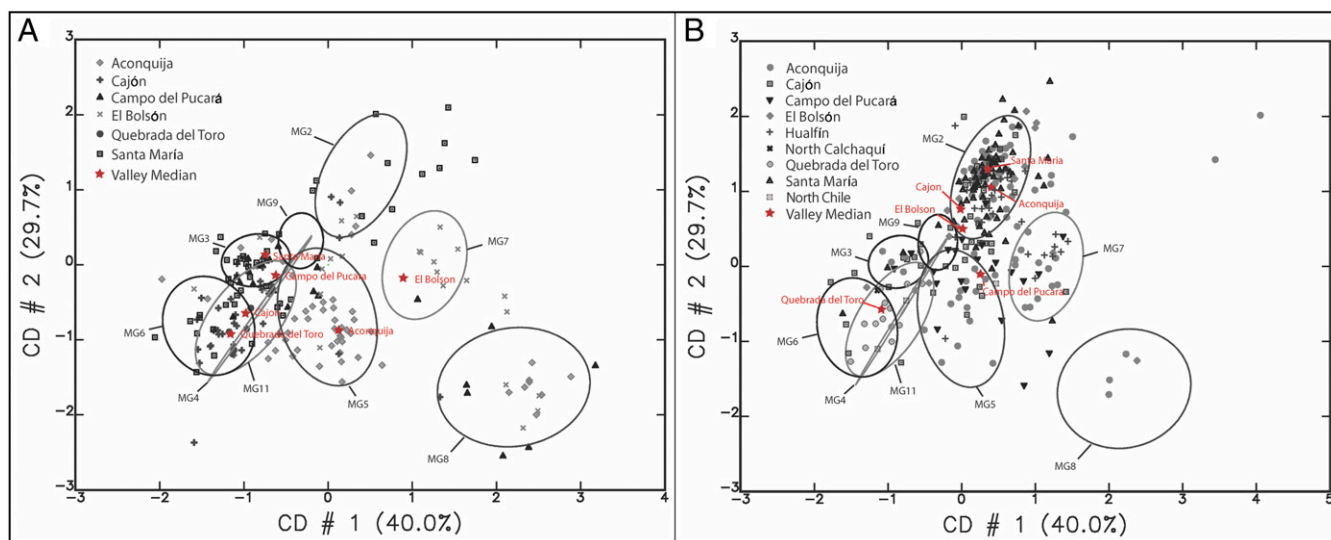 A
CD # 2 (29.7%)
3
2
1
0
−1
−2
−3
Aconquija
Cajón
Campo del Pucará
El Bolsón
Quebrada del Toro
Santa María
Valley Median
MG2
MG9
MG3
MG7
Santa Maria
Campo del Pucara
El Bolson
MG6
Cajon
Quebrada del Toro
Aconquija
MG4
MG11
MG5
MG8
−3
−2
−1
0
1
2
3
4
CD # 1 (40.0%)
B
CD # 2 (29.7%)
3
2
1
0
−1
−2
−3
Aconquija
Cajón
Campo del Pucará
El Bolsón
Hualfín
North Calchaquí
Quebrada del Toro
Santa María
North Chile
Valley Median
MG2
Santa Maria
Cajon
Aconquija
El Bolson
MG9
MG3
MG7
Quebrada del Toro
Campo del Pucara
MG6
MG4
MG11
MG5
MG8
−3
−2
−1
0
1
2
3
4
5
CD # 1 (40.0%)